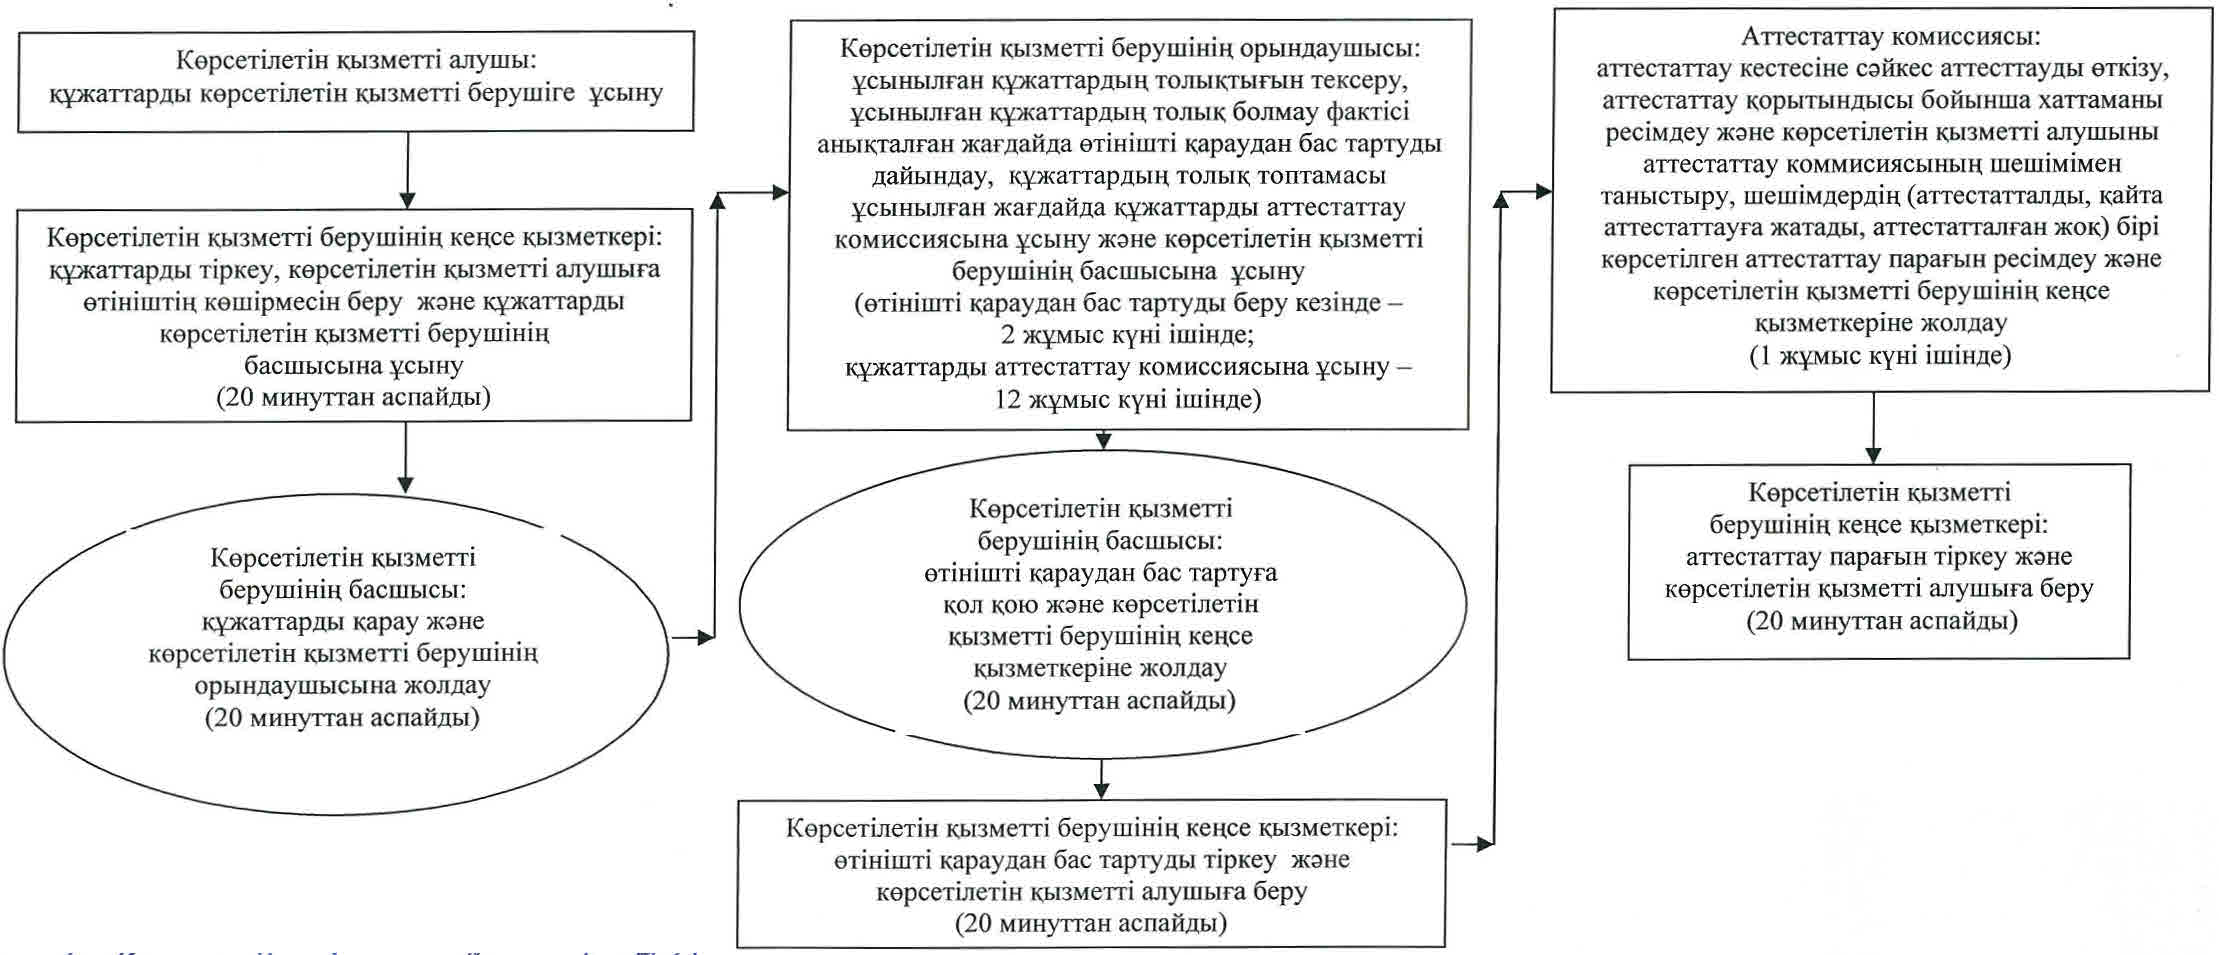 Көрсетілетін қызметті алушы:
құжаттарды көрсетілетін қызметті берушіге ұсыну
Көрсетілетін қызметті берушінің кеңсе қызметкері:
құжаттарды тіркеу, көрсетілетін қызметті алушыға
өтініштің көшірмесін беру және құжаттарды
көрсетілетін қызметті берушінің
басшысына ұсыну
(20 минуттан аспайды)
Көрсетілетін қызметті
берушінің басшысы:
құжаттарды қарау және
көрсетілетін қызметті берушінің
орындаушысына жолдау
(20 минуттан аспайды)
Көрсетілетін қызметті берушінің орындаушысы:
ұсынылған құжаттардың толықтығын тексеру,
ұсынылған құжаттардың толық болмау фактісі
анықталған жағдайда өтінішті қараудан бас тартуды
дайындау, құжаттардың толық топтамасы
ұсынылған жағдайда құжаттарды аттестаттау
комиссиясына ұсыну және көрсетілетін қызметті
берушінің басшысына ұсыну
(өтінішті қараудан бас тартуды беру кезінде –
2 жұмыс күні ішінде;
құжаттарды аттестаттау комиссиясына ұсыну –
12 жұмыс күні ішінде)
Көрсетілетін қызметті
берушінің басшысы:
өтінішті қараудан бас тартуға
қол қою және көрсетілетін
қызметті берушінің кеңсе
қызметкеріне жолдау
(20 минуттан аспайды)
Көрсетілетін қызметті берушінің кеңсе қызметкері:
өтінішті қараудан бас тартуды тіркеу және
көрсетілетін қызметті алушыға беру
(20 минуттан аспайды)
Аттестаттау комиссиясы:
аттестаттау кестесіне сәйкес аттесттауды өткізу,
аттестаттау қорытындысы бойынша хаттаманы
ресімдеу және көрсетілетін қызметті алушыны
аттестаттау коммисиясының шешімімен
таныстыру, шешімдердің (аттестатталды, қайта
аттестаттауға жатады, аттестатталған жоқ) бірі
көрсетілген аттестаттау парағын ресімдеу және
көрсетілетін қызметті берушінің кеңсе
қызметкеріне жолдау
(1 жұмыс күні ішінде)
Көрсетілетін қызметті
берушінің кеңсе қызметкері:
аттестаттау парағын тіркеу және
көрсетілетін қызметті алушыға беру
(20 минуттан аспайды)